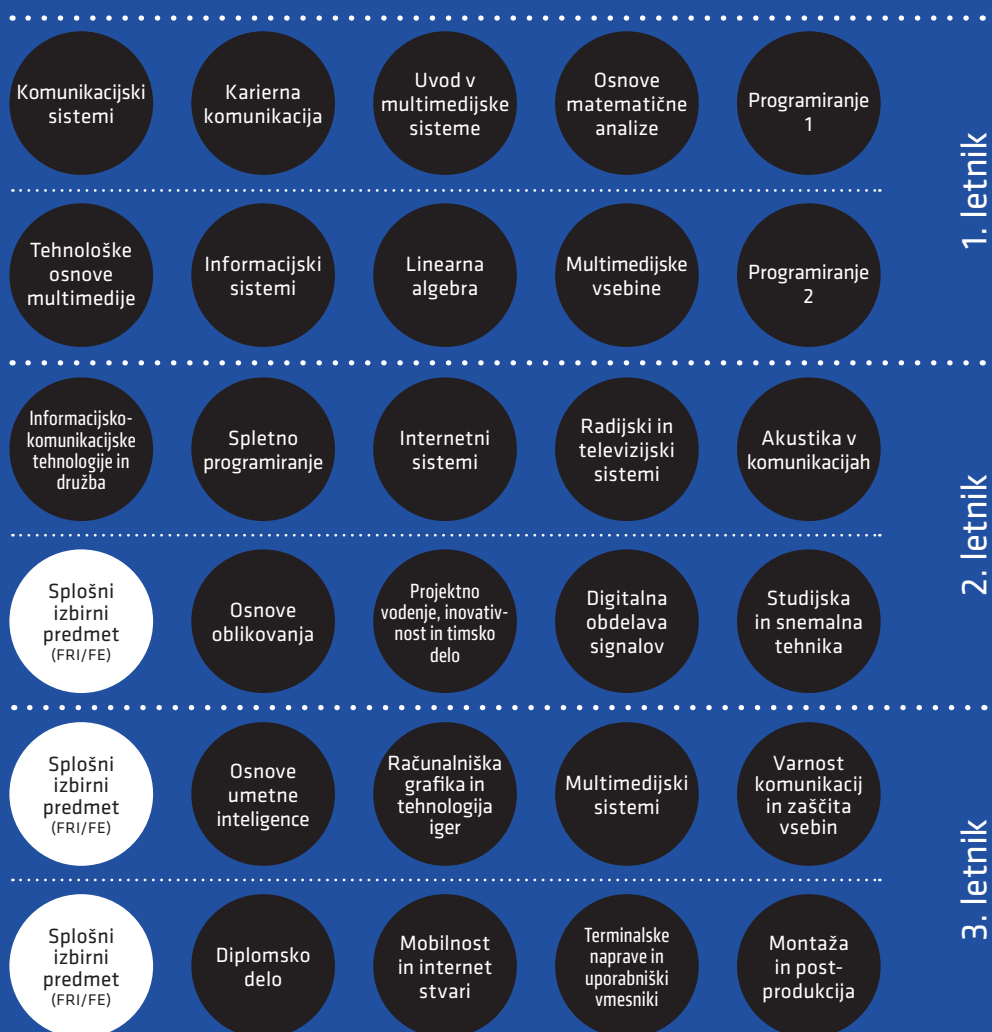 Komunikacijski
sistemi
Karierna
komunikacija
Uvod v
multimedijske
sisteme
Osnove
matematične
analize
Programiranje
1
Tehnološke
osnove
multimedije
Informacijski
sistemi
Linearna
algebra
Multimedijske
vsebine
Programiranje
2
1. letnik
Informacijsko-
komunikacijske
tehnologije in
družba
Spletno
programiranje
Internetni
sistemi
Radijski in
televizijski
sistemi
Akustika v
komunikacijah
Splošni
izbirni
predmet
(FRI/FE)
Osnove
oblikovanja
Projektno
vodenje, inovativ-
nost in timsko
delo
Digitalna
obdelava
signalov
Studijska
in snemalna
tehnika
2. letnik
Splošni
izbirni
predmet
(FRI/FE)
Osnove
umetne
inteligence
Računalniška
grafika in
tehnologija
iger
Multimedijski
sistemi
Varnost
komunikacij
in zaščita
vsebin
Splošni
izbirni
predmet
(FRI/FE)
Diplomsko
delo
Mobilnost
in internet
stvari
Terminalske
naprave in
uporabniški
vmesniki
Montaža
in post-
produkcija
3. letnik